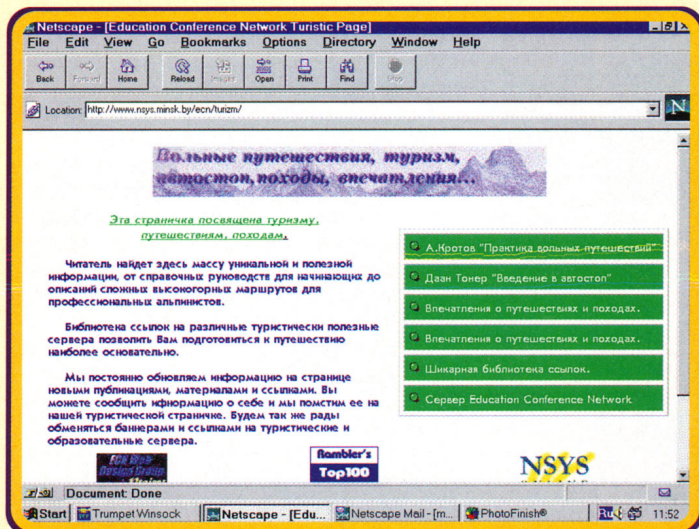 Netscape - [Education Conference Network Turistic Page]
File Edit View Go Bookmarks Options Directory Window Help
Back Forward Home Reload Images Open Print Find Stop
Location: http://www.nsys.minsk.by/ecn/turizm/
N
Вольные путешествия, туризм,
автостоп, походы, впечатления...
Эта страничка посвящена туризму,
путешествиям, походам.
Читатель найдет здесь массу уникальной и полезной
информации, от справочных руководств для начинающих до
описаний сложных высокогорных маршрутов для
профессиональных альпинистов.
Библиотека ссылок на различные туристически полезные
сервера позволить Вам подготовиться к путешествию
наиболее основательно.
Мы постоянно обновляем информацию на странице
новыми публикациями, материалами и ссылками. Вы
можете сообщить ифнормацию о себе и мы помстим ее на
нашей туристической страничке. Будем так же рады
обменяться баннерами и ссылками на туристические и
образовательные сервера.
А.Кротов "Практика вольных путешествий"
Даан Тонер "Введение в автостоп"
Впечатления о путешествиях и походах.
Впечатления о путешествиях и походах.
Шикарная библиотека ссылок.
Сервер Education Conference Network
ECN Web
Design Group
Rambler's
Top100
NSYS
Document: Done
Start Trumpet Winsock Netscape - [Edu... Netscape Mail - [m... PhotoFinish® Ru 11:52